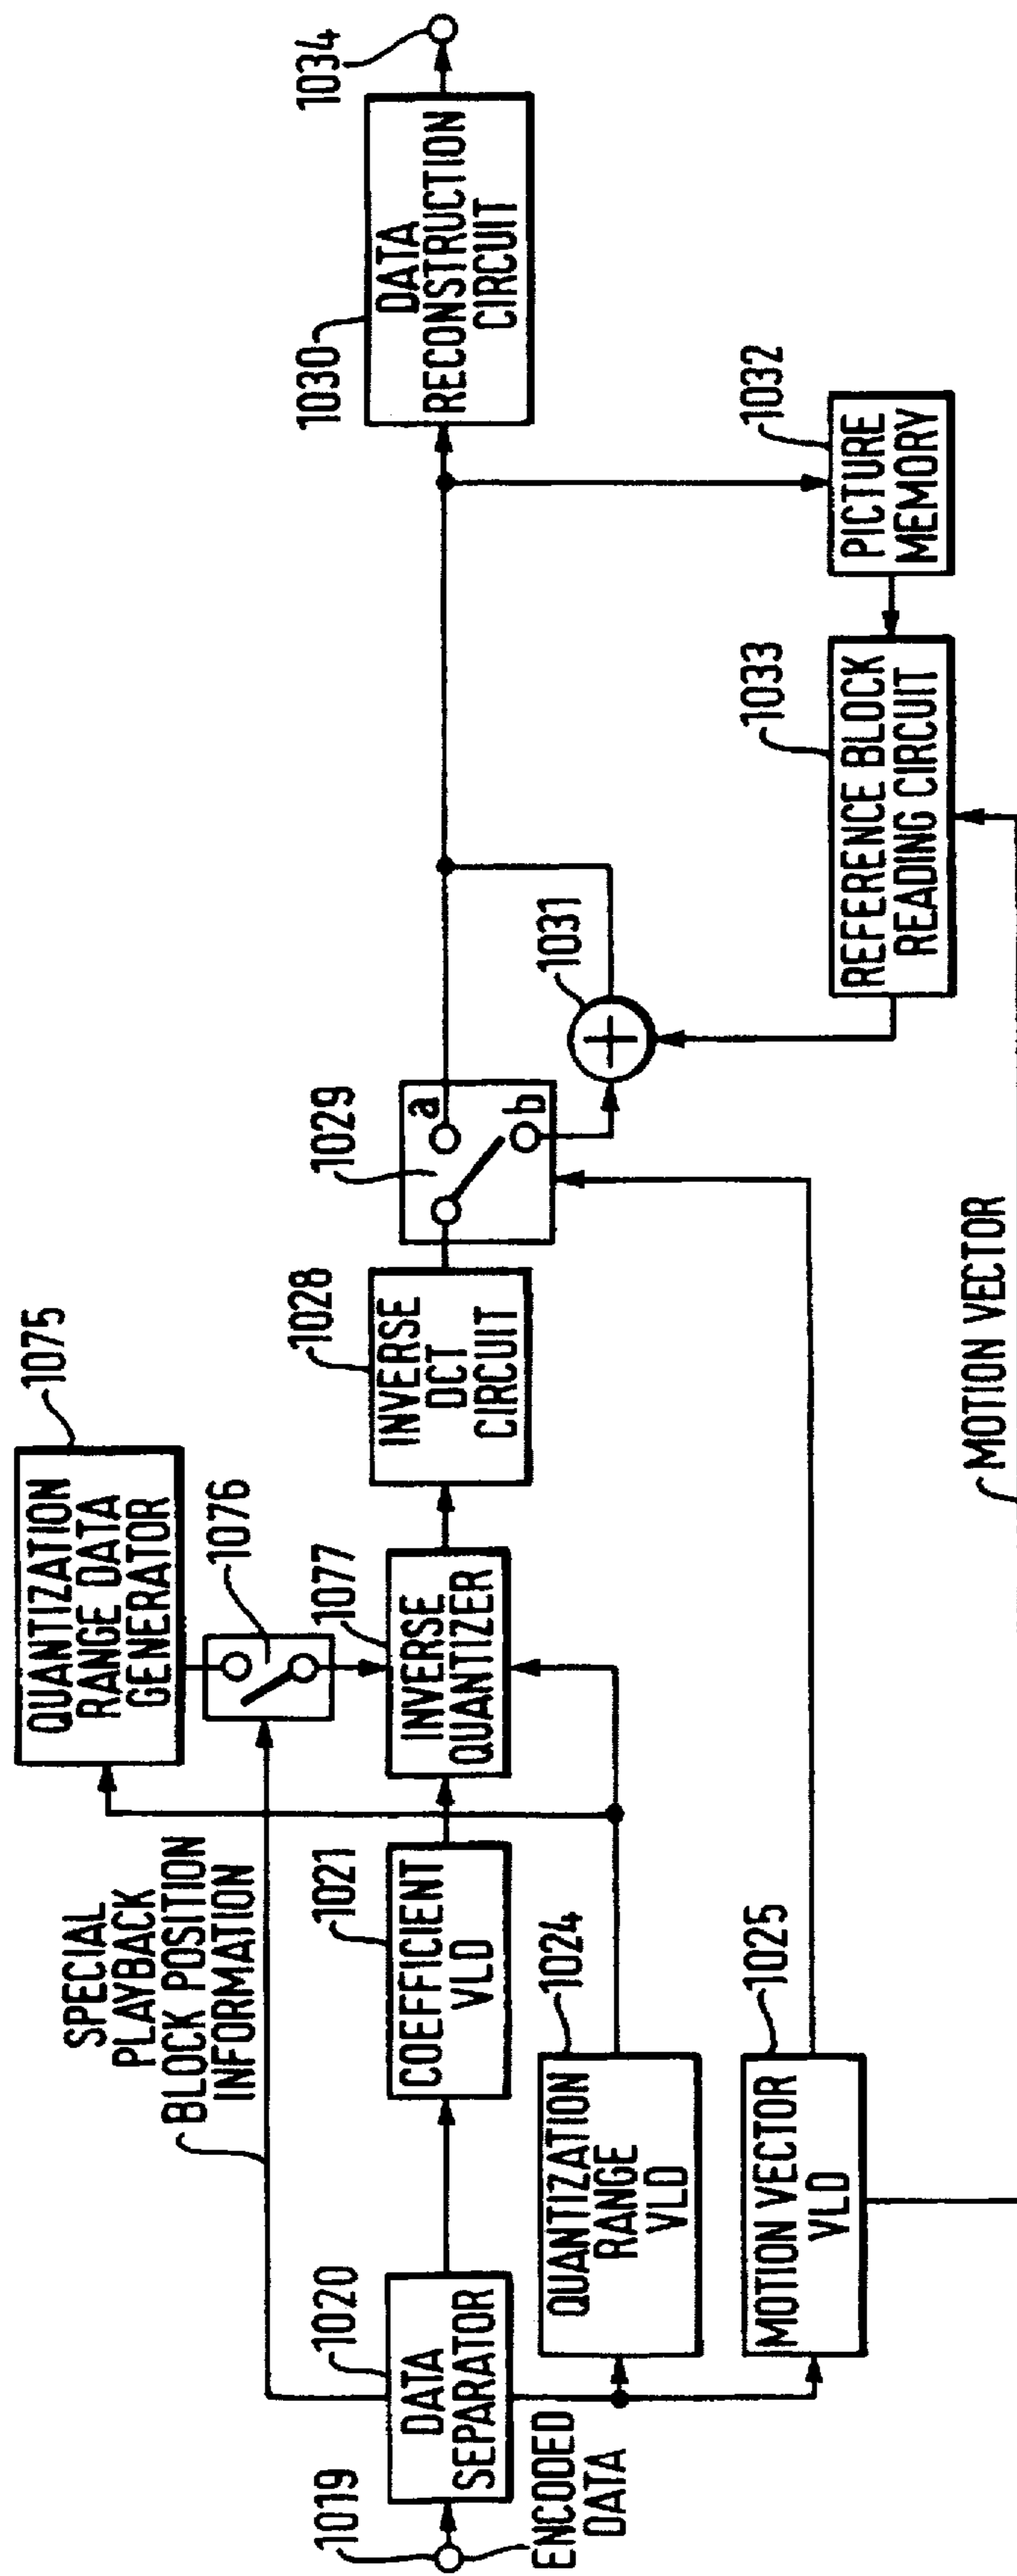 1019
ENCODED
DATA
1020
DATA
SEPARATOR
SPECIAL
PLAYBACK
BLOCK POSITION
INFORMATION
1021
COEFFICIENT
VLD
1024
QUANTIZATION
RANGE
VLD
1025
MOTION VECTOR
VLD
1075
QUANTIZATION
RANGE DATA
GENERATOR
1076
1077
INVERSE
QUANTIZER
1028
INVERSE
DCT
CIRCUIT
1029
a
b
1031
+
MOTION VECTOR
1033
REFERENCE BLOCK
READING CIRCUIT
1032
PICTURE
MEMORY
1030
DATA
RECONSTRUCTION
CIRCUIT
1034